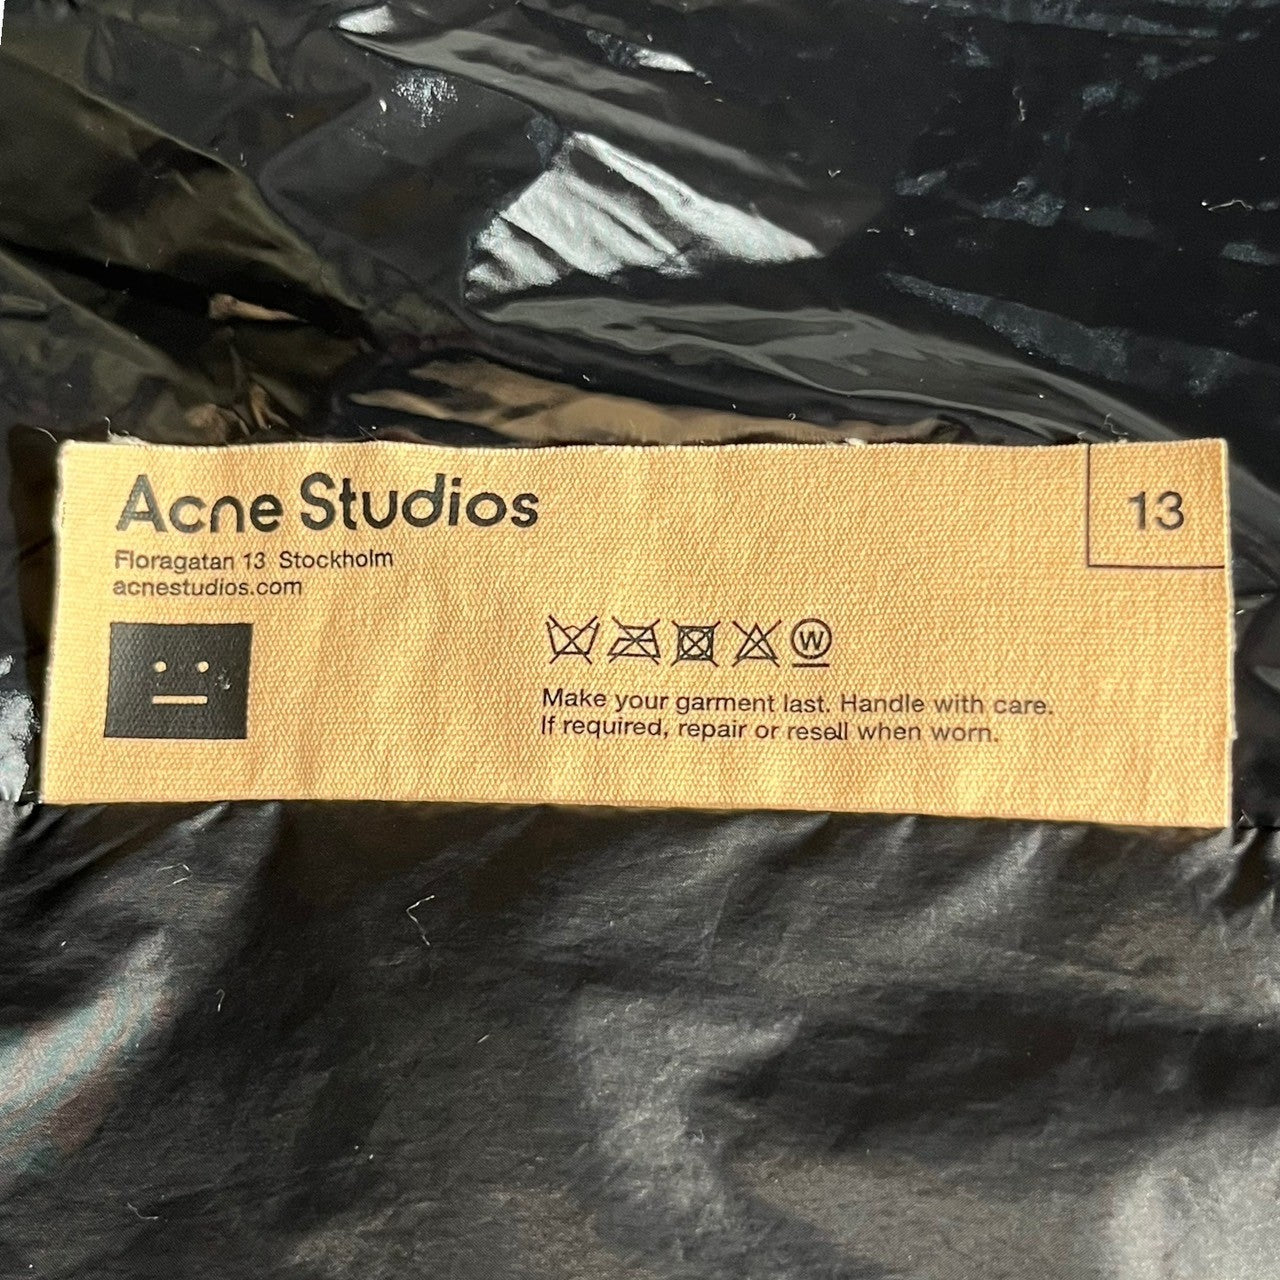 Acne Studios
Floragatan 13 Stockholm
acnestudios.com
13
W
Make your garment last. Handle with care.
If required, repair or resell when worn.